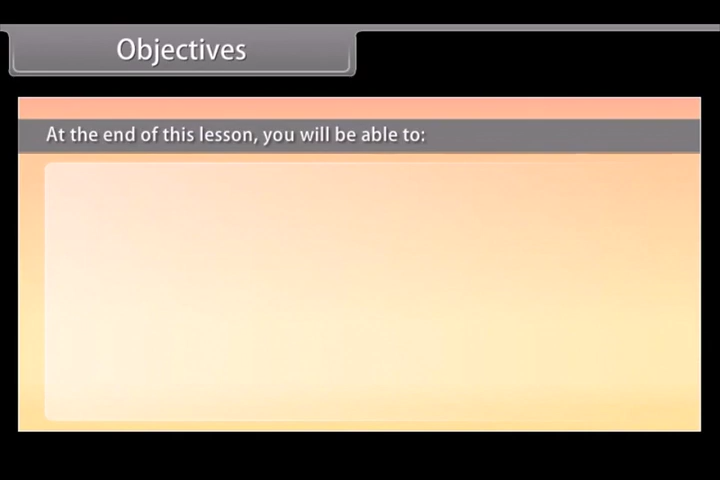 Objectives
At the end of this lesson, you will be able to: